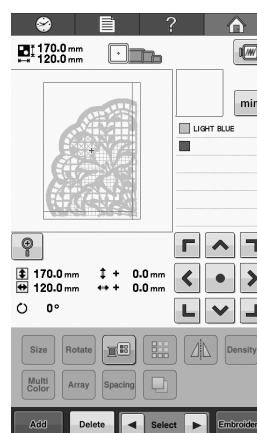 ?
170.0 mm
120.0 mm
min
LIGHT BLUE
170.0 mm + 0.0 mm
120.0 mm + 0.0 mm
0°
Size Rotate Density
Multi Color Array Spacing
Add Delete Select Embroider